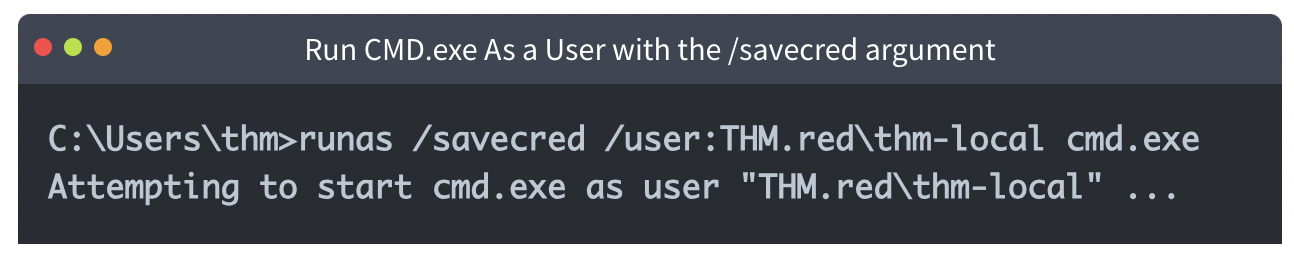 Run CMD.exe As a User with the /savecred argument
C:\Users\thm>runas /savecred /user:THM.red\thm-local cmd.exe
Attempting to start cmd.exe as user "THM.red\thm-local" ...